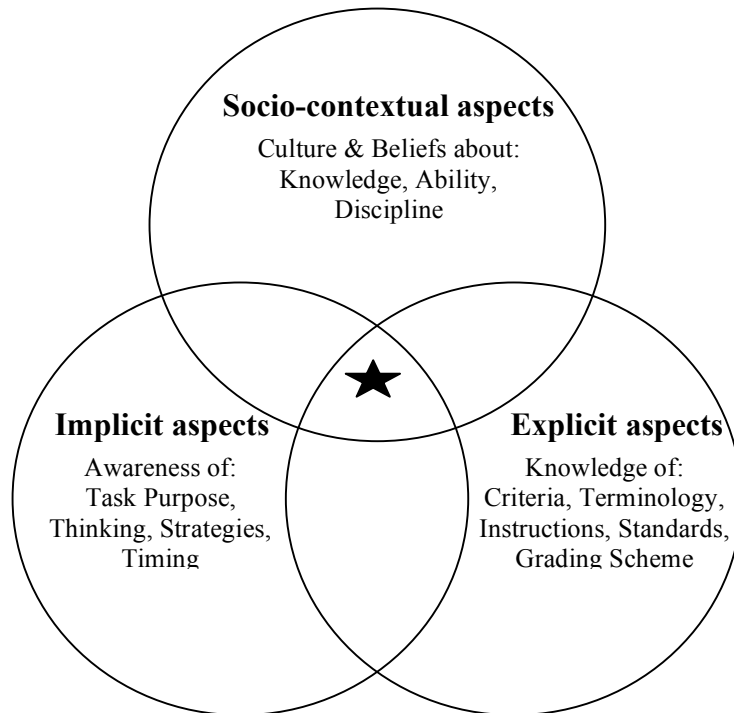 Socio-contextual aspects
Culture & Beliefs about:
Knowledge, Ability,
Discipline
Implicit aspects
Awareness of:
Task Purpose,
Thinking, Strategies,
Timing
Explicit aspects
Knowledge of:
Criteria, Terminology,
Instructions, Standards,
Grading Scheme